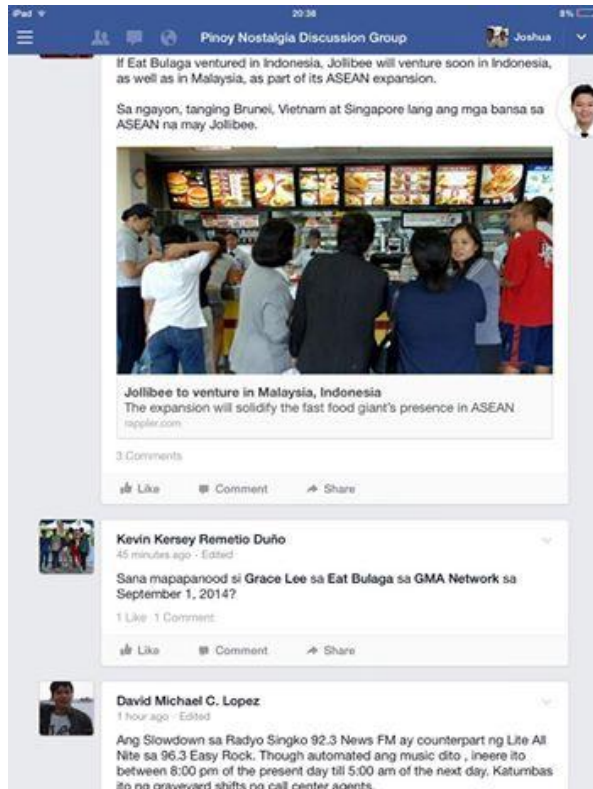 iPad
20:38
8%
Pinoy Nostalgia Discussion Group
Joshua
If Eat Bulaga ventured in Indonesia, Jollibee will venture soon in Indonesia,
as well as in Malaysia, as part of its ASEAN expansion.
Sa ngayon, tanging Brunei, Vietnam at Singapore lang ang mga bansa sa
ASEAN na may Jollibee.
Jollibee to venture in Malaysia, Indonesia
The expansion will solidify the fast food giant's presence in ASEAN
rappler.com
3 Comments
Like Comment Share
Kevin Kersey Remetio Duño
45 minutes ago · Edited
Sana mapapanood si Grace Lee sa Eat Bulaga sa GMA Network sa
September 1, 2014?
1 Like 1 Comment
Like Comment Share
David Michael C. Lopez
1 hour ago · Edited
Ang Slowdown sa Radyo Singko 92.3 News FM ay counterpart ng Lite All
Nite sa 96.3 Easy Rock. Though automated ang music dito , ineere ito
between 8:00 pm of the present day till 5:00 am of the next day. Katumbas
ito ng graveyard shifts ng call center agents.